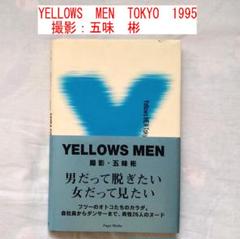 YELLOWS MEN TOKYO 1995
撮影：五味 彬
YELLOWS MEN
撮影・五味 彬
男だって脱ぎたい
女だって見たい
フツーのオトコたちのカラダ。
会社員からダンサーまで、男性26人のヌード